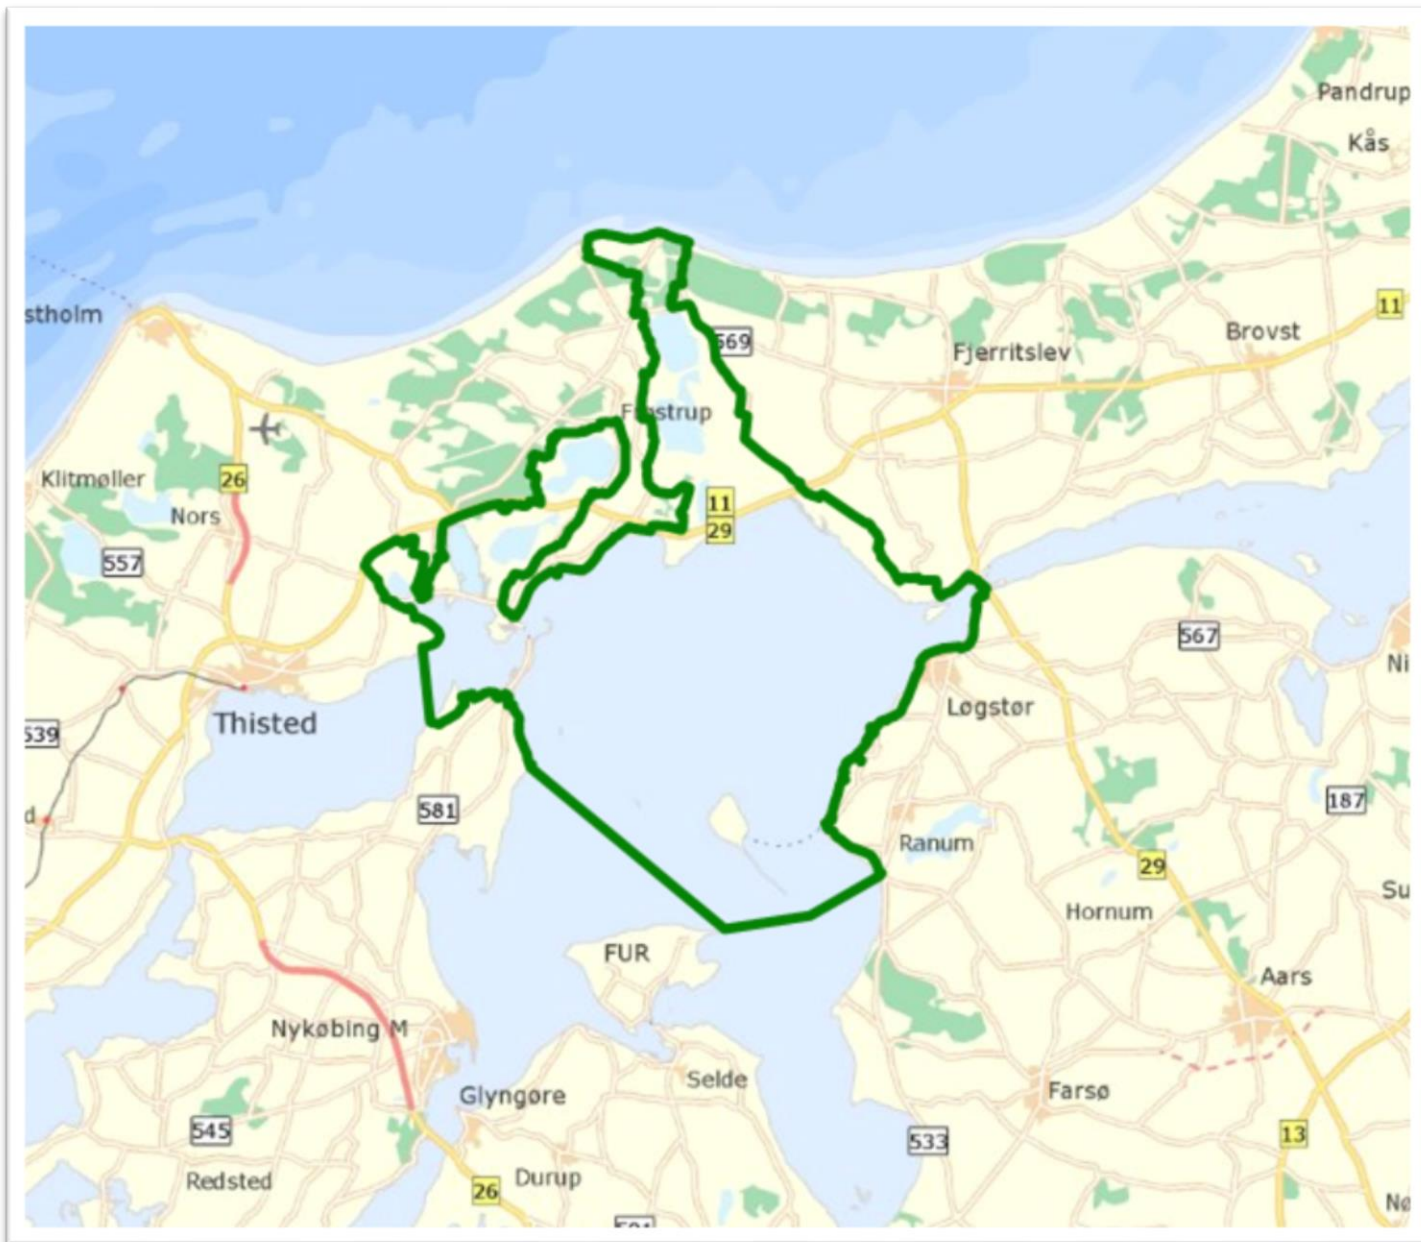 Pandrup
Kås
stholm
11
Brovst
569
Fjerritslev
Frøstrup
Klitmøller
26
Nors
11
29
557
567
Ni
Løgstør
Thisted
539
581
187
d
Ranum
29
Su
Hornum
FUR
Aars
Nykøbing M
Selde
Glyngøre
Farsø
545
533
13
Redsted
Durup
26
Nø